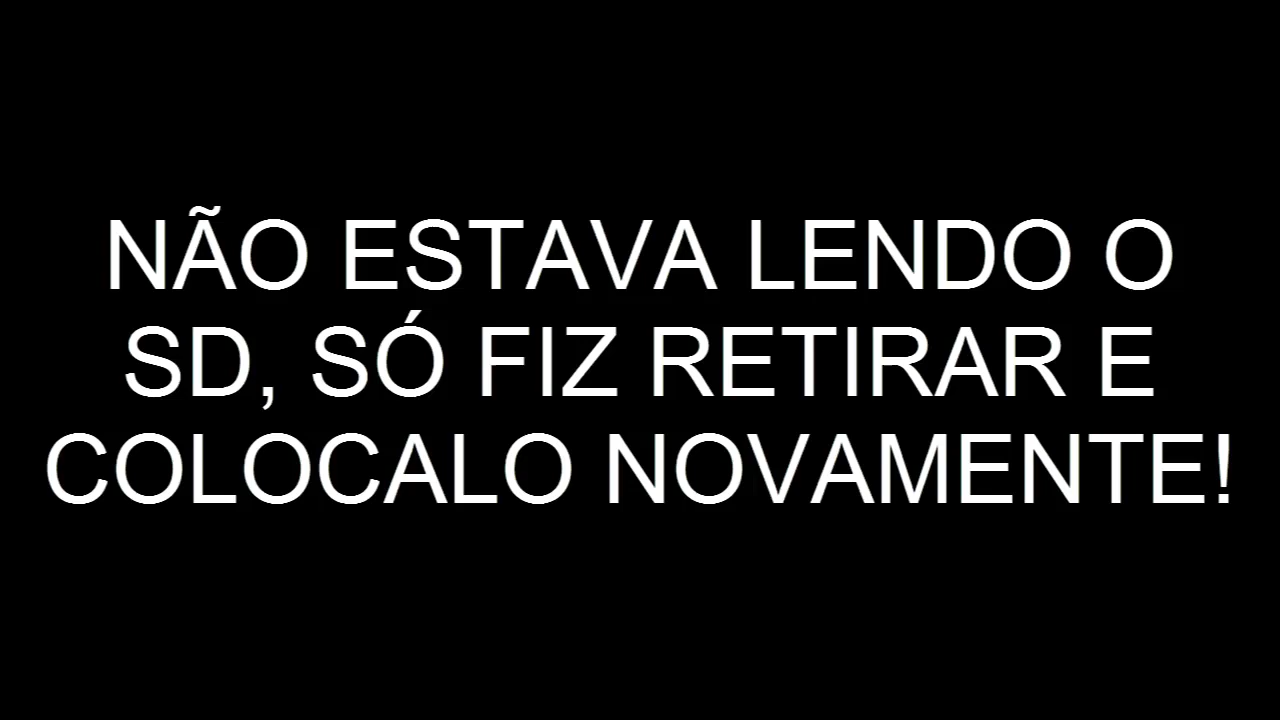 NÃO ESTAVA LENDO O
SD, SÓ FIZ RETIRAR E
COLOCALO NOVAMENTE!